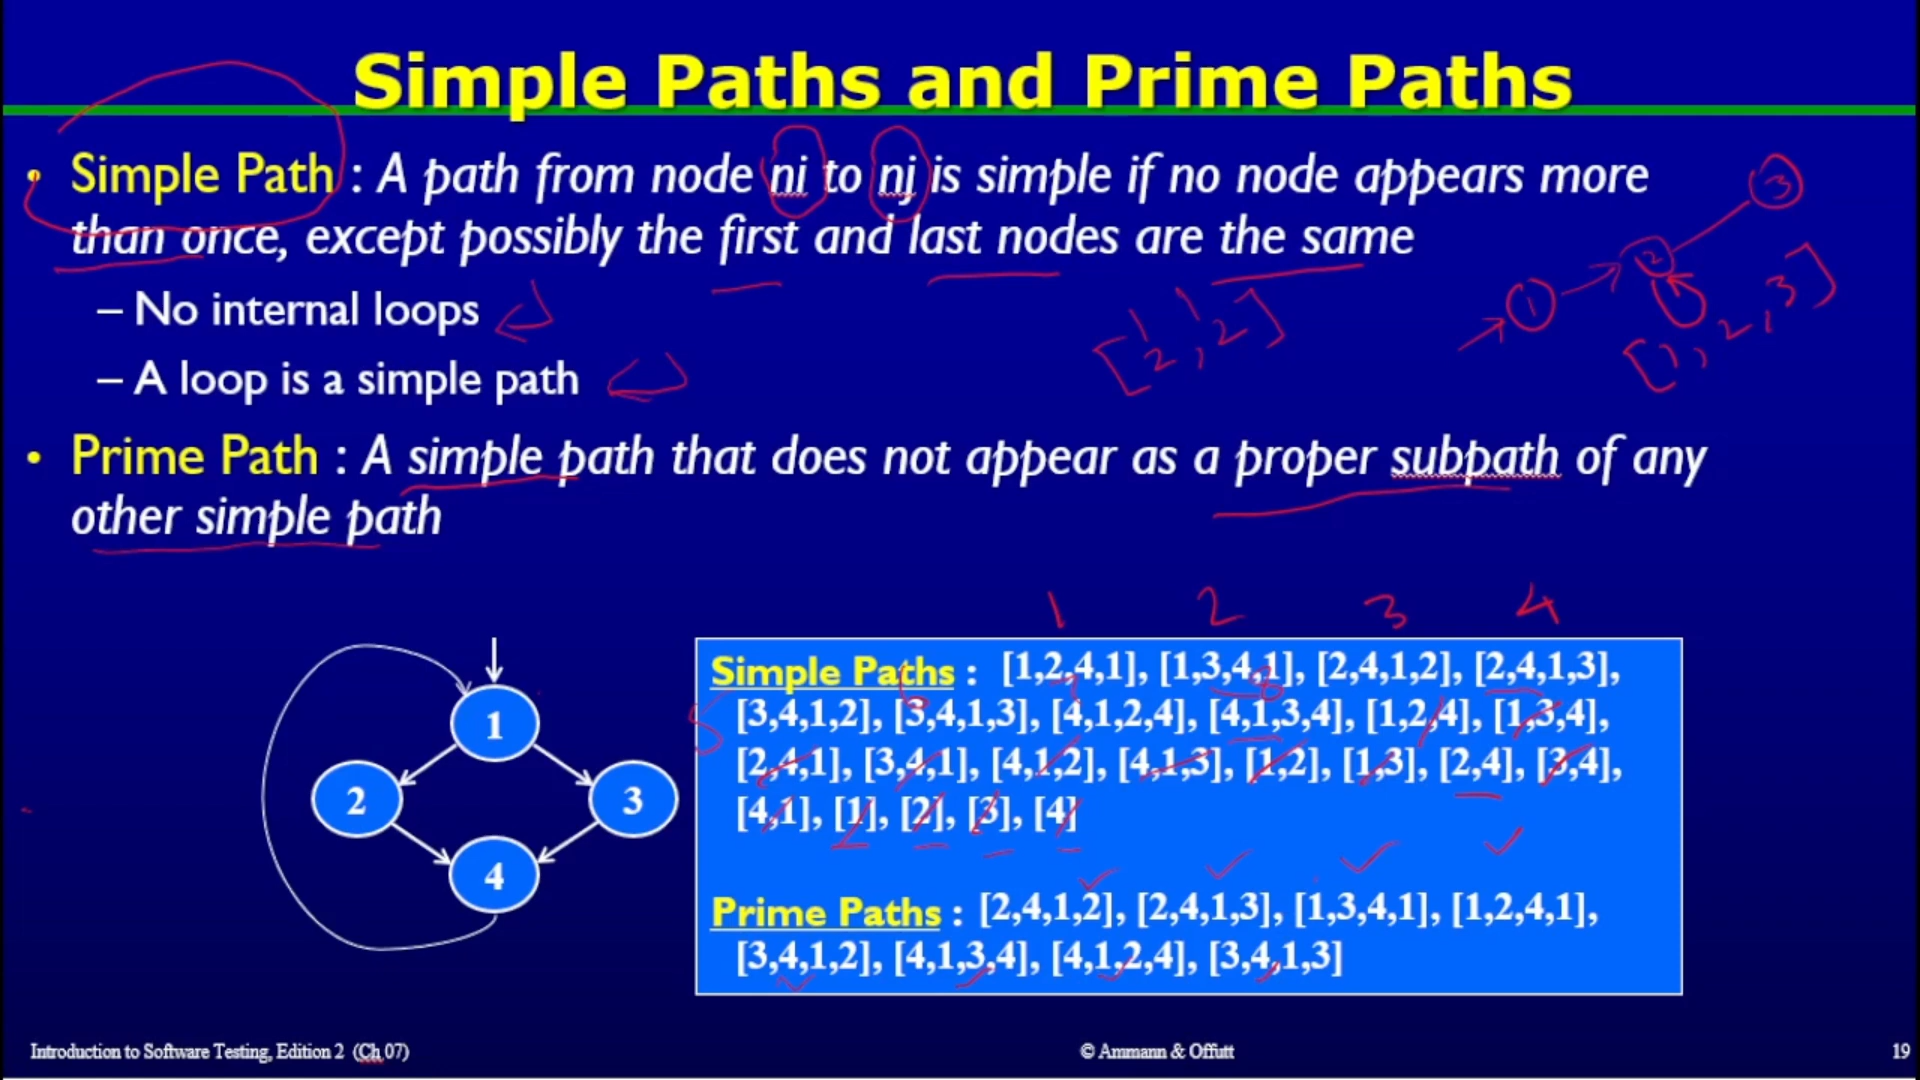 Simple Paths and Prime Paths
• Simple Path : A path from node ni to nj is simple if no node appears more
than once, except possibly the first and last nodes are the same
– No internal loops
– A loop is a simple path
3
2
1
[2,2]
[1,2,3]
• Prime Path : A simple path that does not appear as a proper subpath of any
other simple path
1 2 3 4
1
2
3
4
Simple Paths : [1,2,4,1], [1,3,4,1], [2,4,1,2], [2,4,1,3],
5 6 7 8
[3,4,1,2], [3,4,1,3], [4,1,2,4], [4,1,3,4], [1,2,4], [1,3,4],
[2,4,1], [3,4,1], [4,1,2], [4,1,3], [1,2], [1,3], [2,4], [3,4],
[4,1], [1], [2], [3], [4]
Prime Paths : [2,4,1,2], [2,4,1,3], [1,3,4,1], [1,2,4,1],
[3,4,1,2], [4,1,3,4], [4,1,2,4], [3,4,1,3]
Introduction to Software Testing, Edition 2 (Ch 07)
© Ammann & Offutt
19